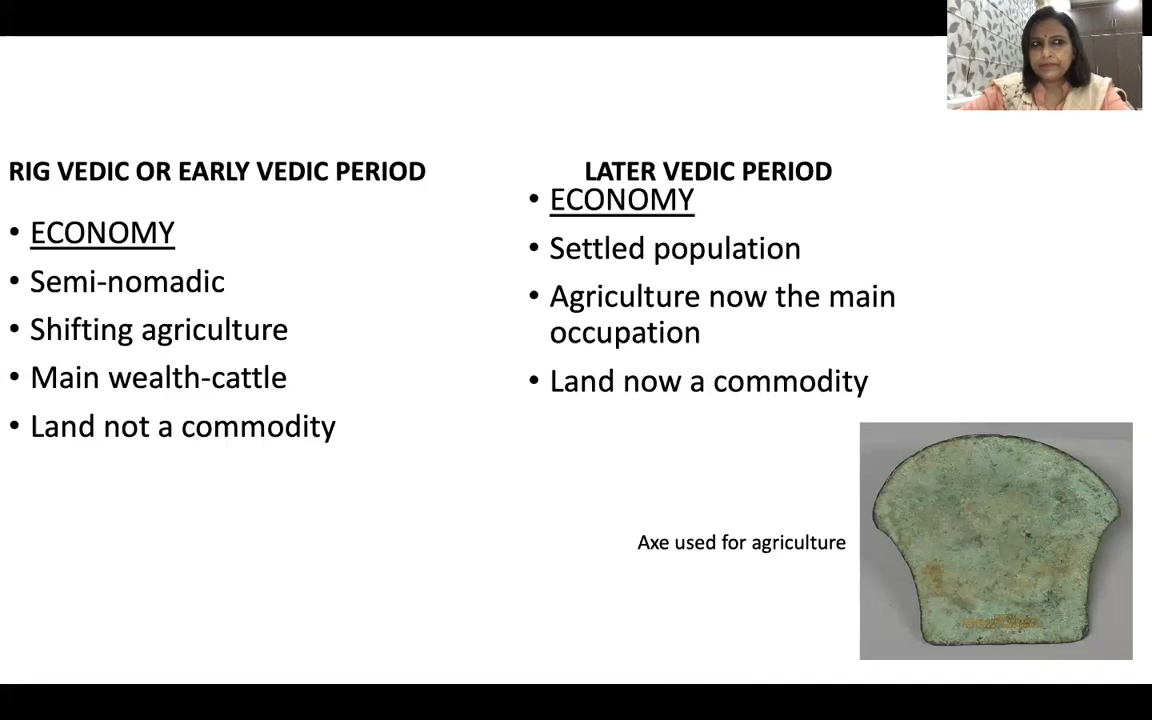 RIG VEDIC OR EARLY VEDIC PERIOD
• ECONOMY
• Semi-nomadic
• Shifting agriculture
• Main wealth-cattle
• Land not a commodity
LATER VEDIC PERIOD
• ECONOMY
• Settled population
• Agriculture now the main
occupation
• Land now a commodity
Axe used for agriculture